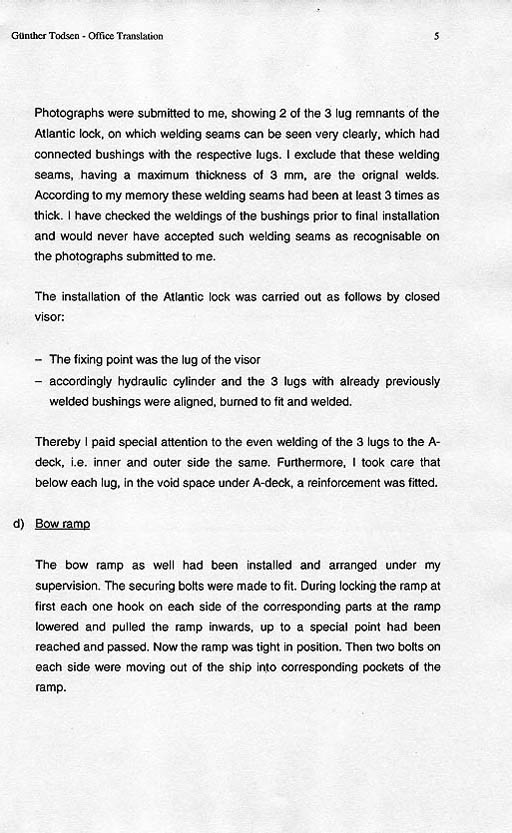 Günther Todsen - Office Translation 5
Photographs were submitted to me, showing 2 of the 3 lug remnants of the
Atlantic lock, on which welding seams can be seen very clearly, which had
connected bushings with the respective lugs. I exclude that these welding
seams, having a maximum thickness of 3 mm, are the orignal welds.
According to my memory these welding seams had been at least 3 times as
thick. I have checked the weldings of the bushings prior to final installation
and would never have accepted such welding seams as recognisable on
the photographs submitted to me.
The installation of the Atlantic lock was carried out as follows by closed
visor:
– The fixing point was the lug of the visor
– accordingly hydraulic cylinder and the 3 lugs with already previously
welded bushings were aligned, burned to fit and welded.
Thereby I paid special attention to the even welding of the 3 lugs to the A-
deck, i.e. inner and outer side the same. Furthermore, I took care that
below each lug, in the void space under A-deck, a reinforcement was fitted.
d) Bow ramp
The bow ramp as well had been installed and arranged under my
supervision. The securing bolts were made to fit. During locking the ramp at
first each one hook on each side of the corresponding parts at the ramp
lowered and pulled the ramp inwards, up to a special point had been
reached and passed. Now the ramp was tight in position. Then two bolts on
each side were moving out of the ship into corresponding pockets of the
ramp.